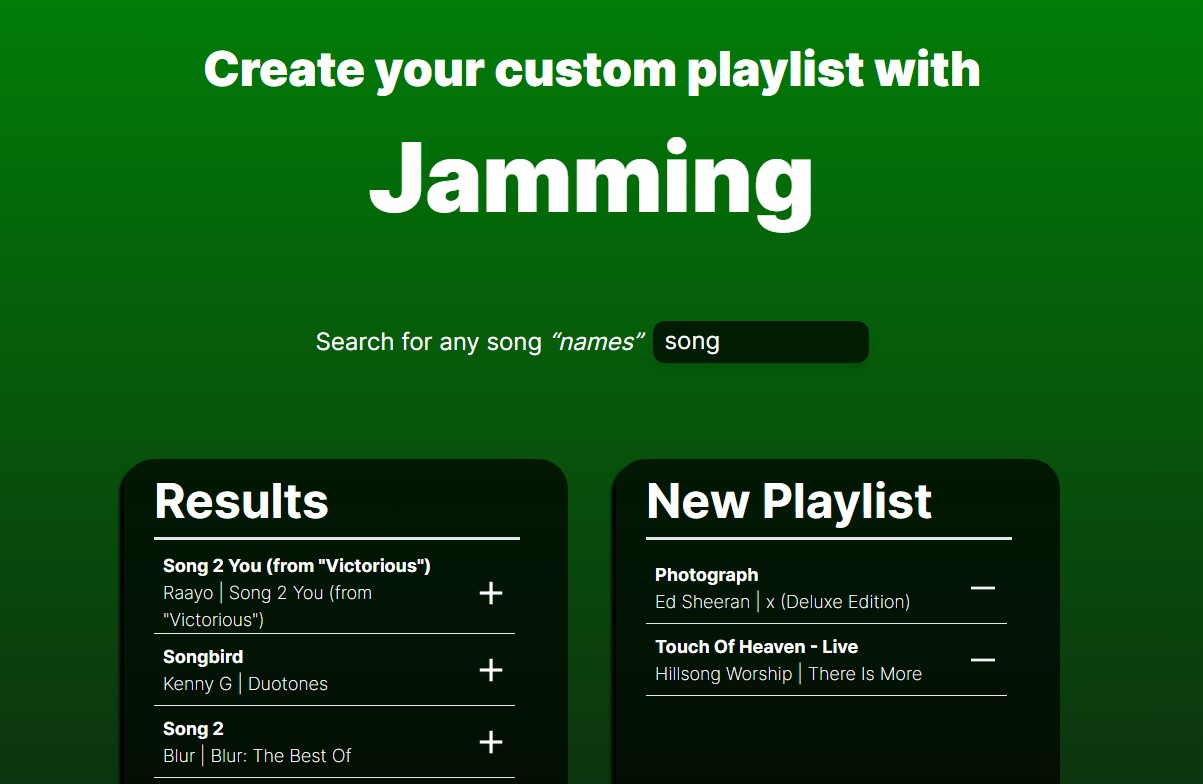 Create your custom playlist with
Jamming
Search for any song “names” song
Results
Song 2 You (from "Victorious")
Raayo | Song 2 You (from
"Victorious")
Songbird
Kenny G | Duotones
Song 2
Blur | Blur: The Best Of
New Playlist
Photograph
Ed Sheeran | x (Deluxe Edition)
Touch Of Heaven - Live
Hillsong Worship | There Is More